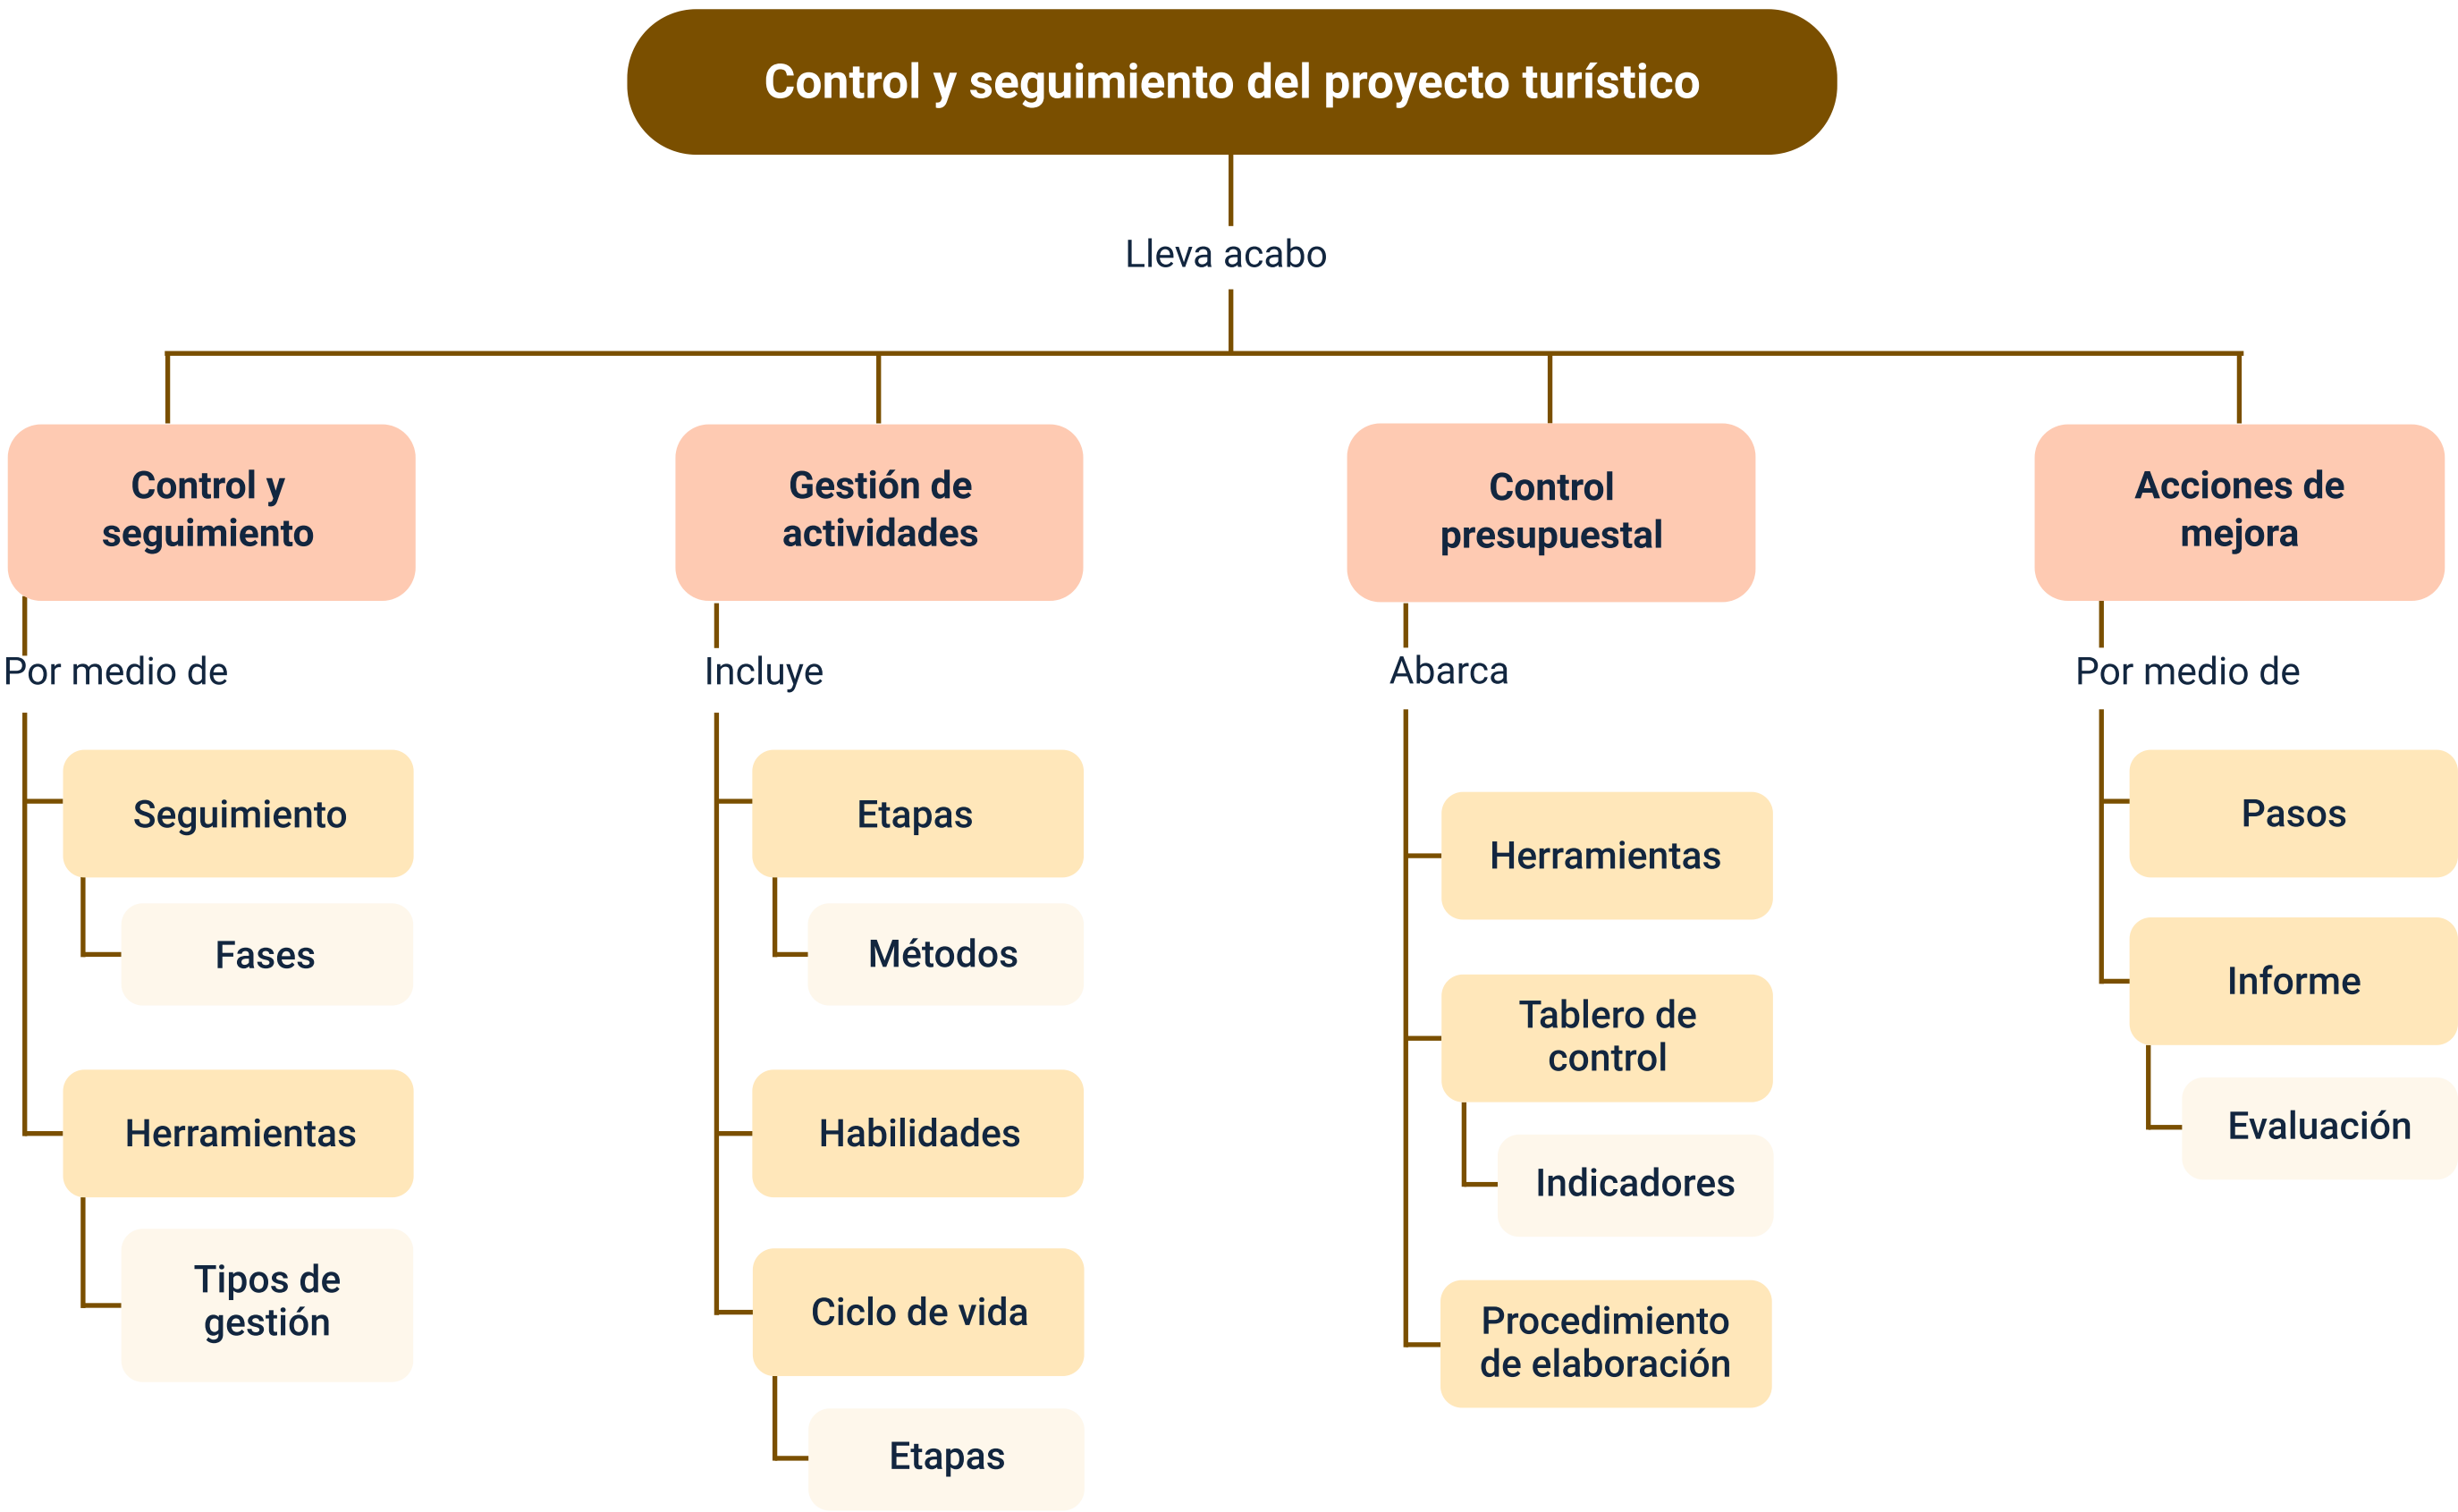 Control y seguimiento del proyecto turístico
Lleva acabo
Control y
seguimiento
Por medio de
Seguimiento
Fases
Herramientas
Tipos de
gestión
Gestión de
actividades
Incluye
Etapas
Métodos
Habilidades
Ciclo de vida
Etapas
Control
presupuestal
Abarca
Herramientas
Tablero de
control
Indicadores
Procedimiento
de elaboración
Acciones de
mejora
Por medio de
Pasos
Informe
Evaluación